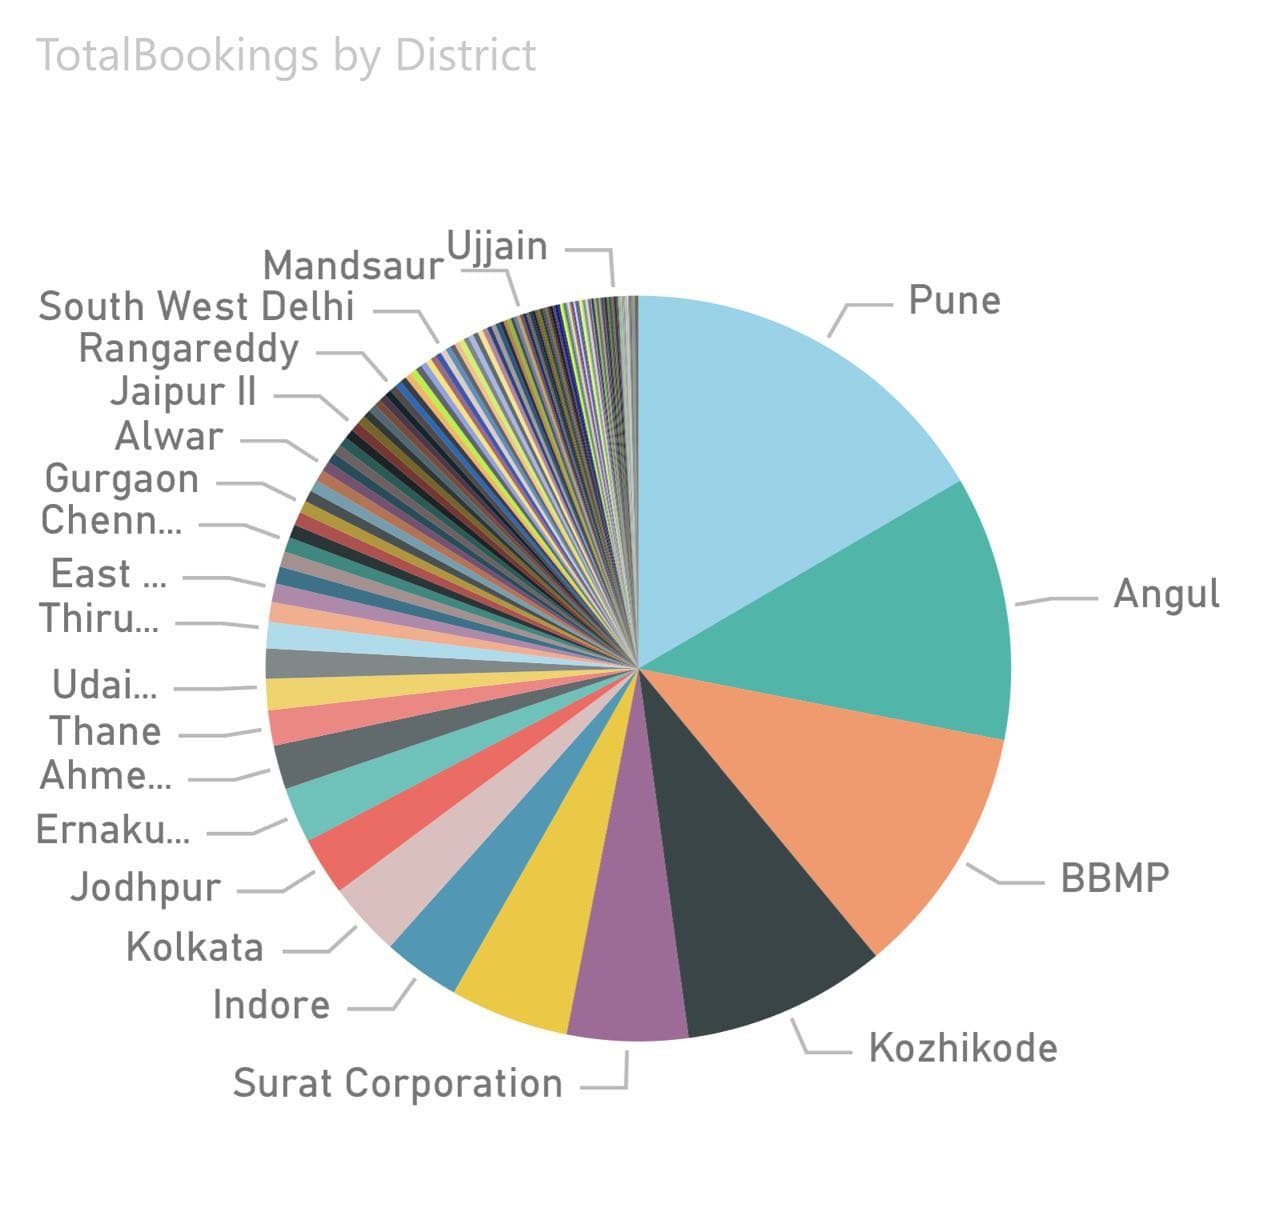 TotalBookings by District
Ujjain
Mandsaur
South West Delhi
Rangareddy
Jaipur II
Alwar
Gurgaon
Chenn...
East ...
Thiru...
Udai...
Thane
Ahme...
Ernaku...
Jodhpur
Kolkata
Indore
Surat Corporation
Pune
Angul
BBMP
Kozhikode